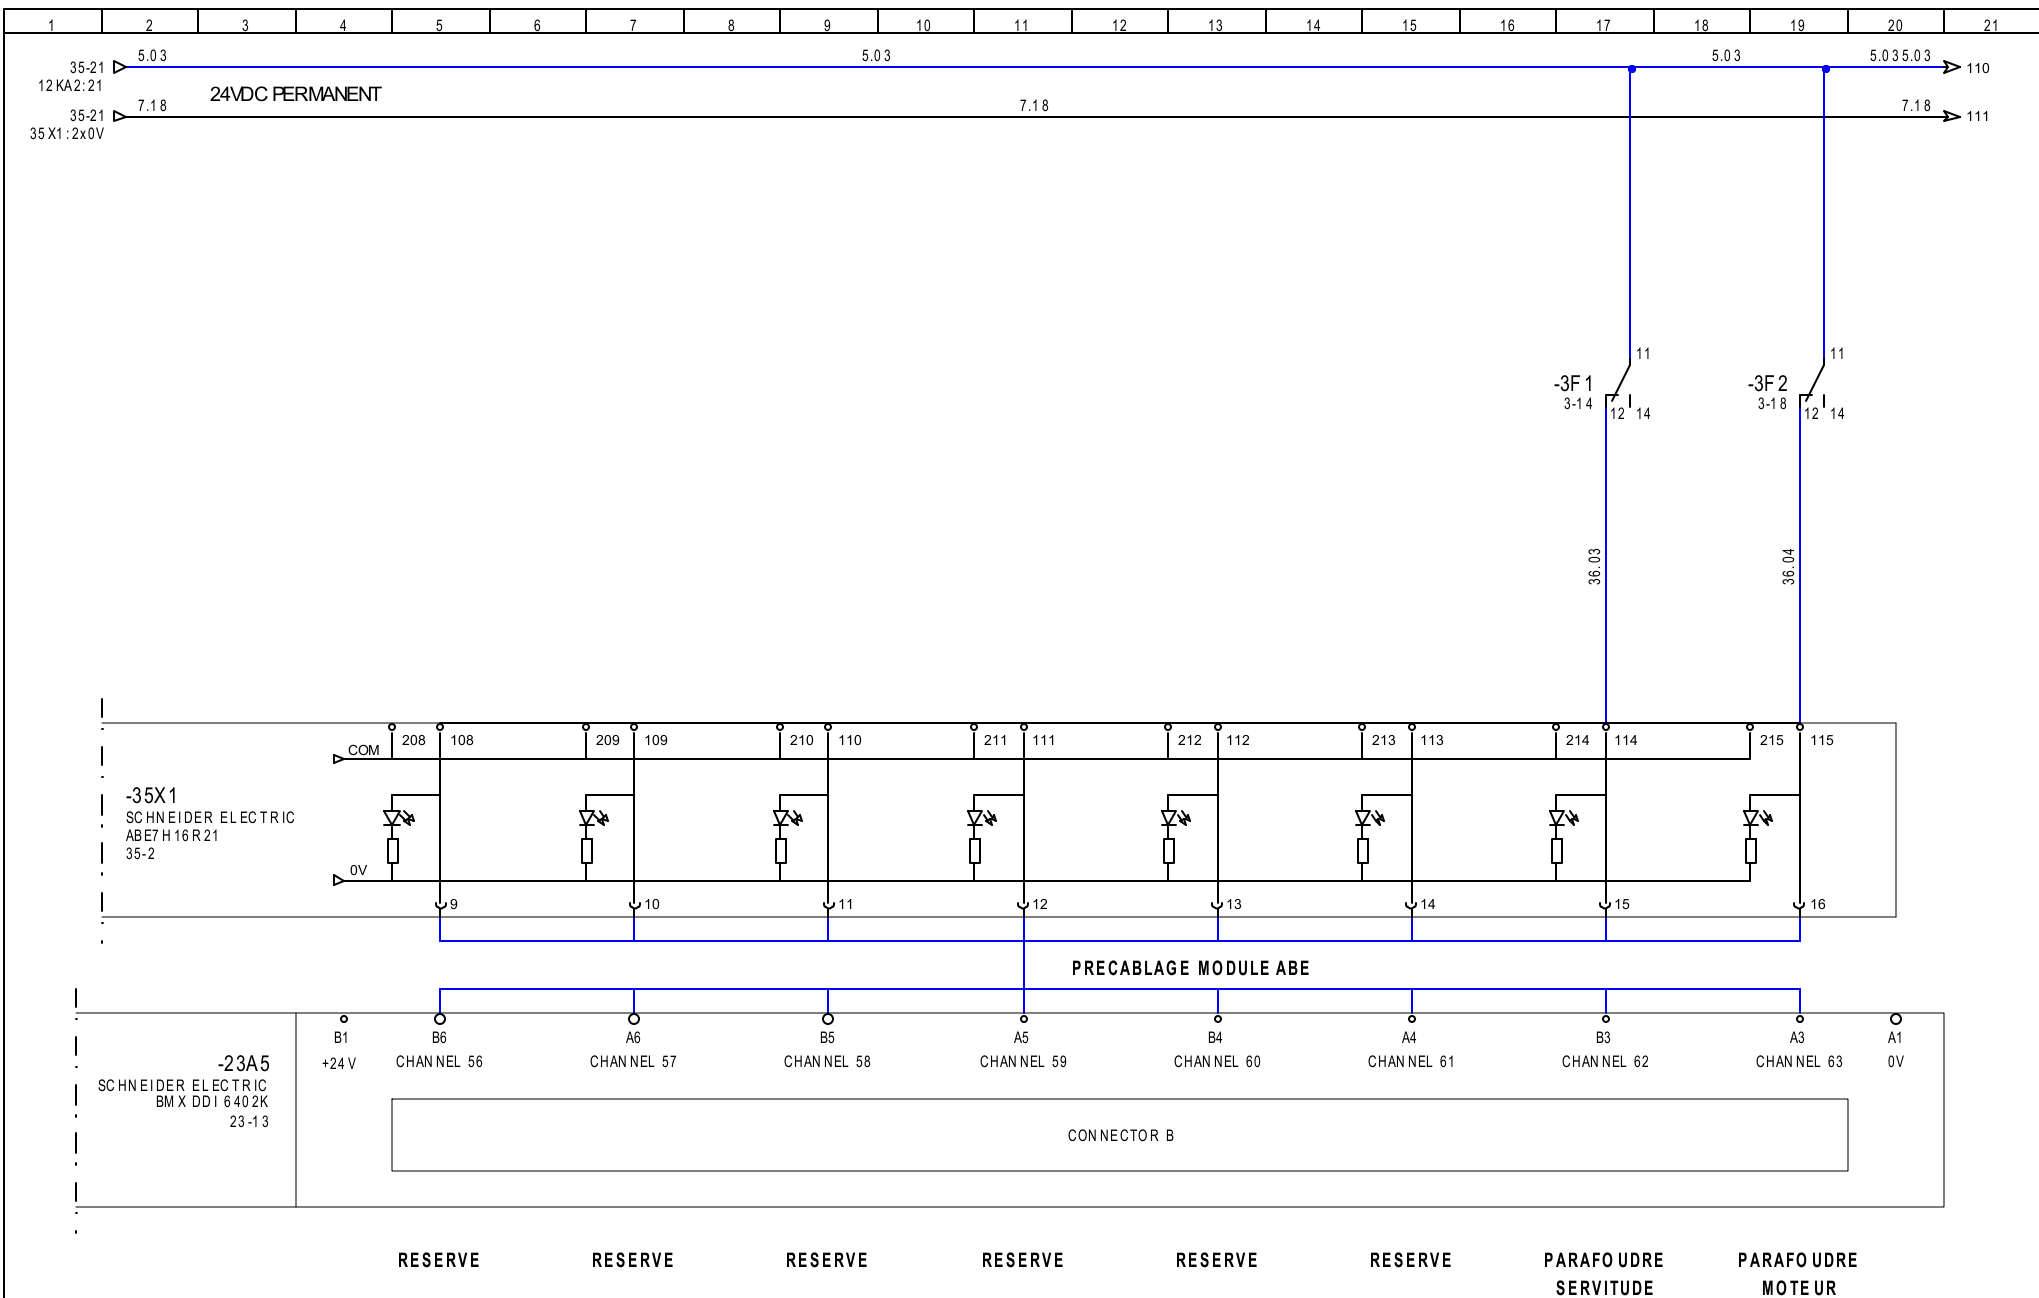 1 2 3 4 5 6 7 8 9 10 11 12 13 14 15 16 17 18 19 20 21
5.03 5.03 5.03 5.03 5.03
35-21 110
12KA2:21
24VDC PERMANENT
7.18 7.18 7.18
35-21 111
35X1:2x0V
11 11
-3F1 -3F2
3-14 3-18
12 14 12 14
36.03 36.04
208 108 209 109 210 110 211 111 212 112 213 113 214 114 215 115
COM
-35X1
SCHNEIDER ELECTRIC
ABE7H16R21
35-2
0V
9 10 11 12 13 14 15 16
PRECABLAGE MODULE ABE
B1 B6 A6 B5 A5 B4 A4 B3 A3 A1
+24V CHANNEL 56 CHANNEL 57 CHANNEL 58 CHANNEL 59 CHANNEL 60 CHANNEL 61 CHANNEL 62 CHANNEL 63 0V
-23A5
SCHNEIDER ELECTRIC
BMX DDI 6402K
23-13
CONNECTOR B
RESERVE RESERVE RESERVE RESERVE RESERVE RESERVE PARAFOUDRE PARAFOUDRE
SERVITUDE MOTEUR